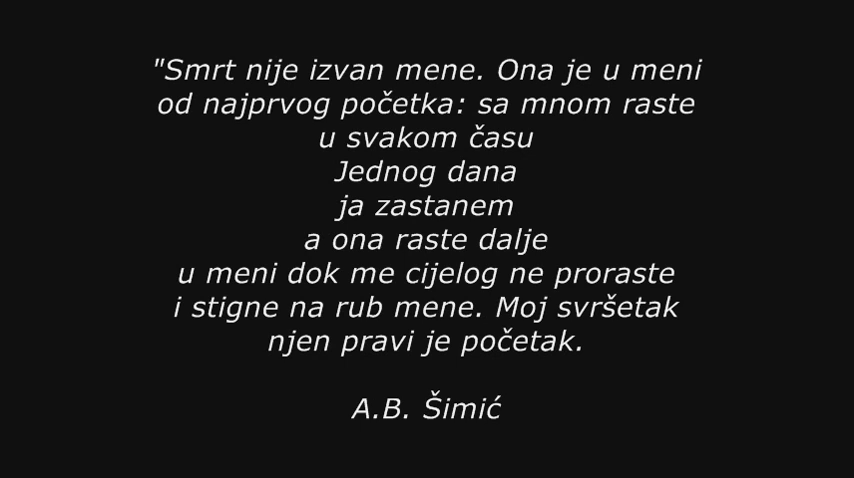 "Smrt nije izvan mene. Ona je u meni
od najprvog početka: sa mnom raste
u svakom času
Jednog dana
ja zastanem
a ona raste dalje
u meni dok me cijelog ne proraste
i stigne na rub mene. Moj svršetak
njen pravi je početak.
A.B. Šimić